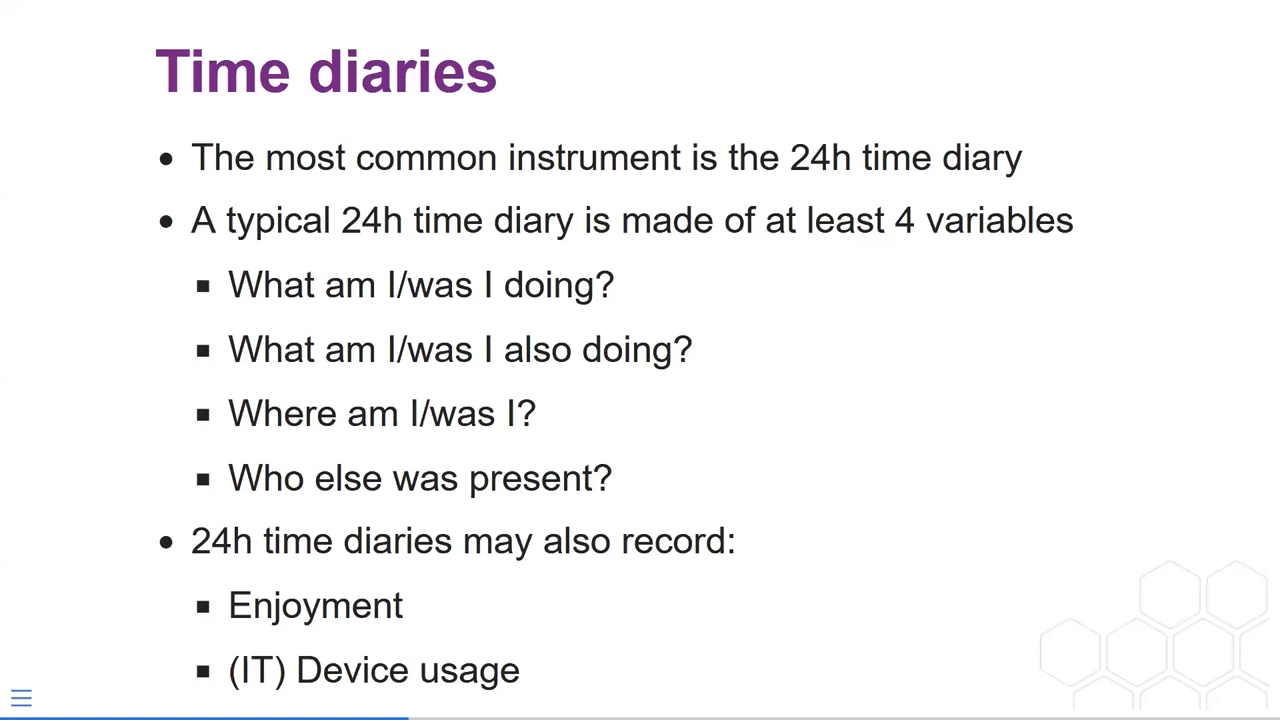 Time diaries
• The most common instrument is the 24h time diary
• A typical 24h time diary is made of at least 4 variables
▪ What am I/was I doing?
▪ What am I/was I also doing?
▪ Where am I/was I?
▪ Who else was present?
• 24h time diaries may also record:
▪ Enjoyment
▪ (IT) Device usage